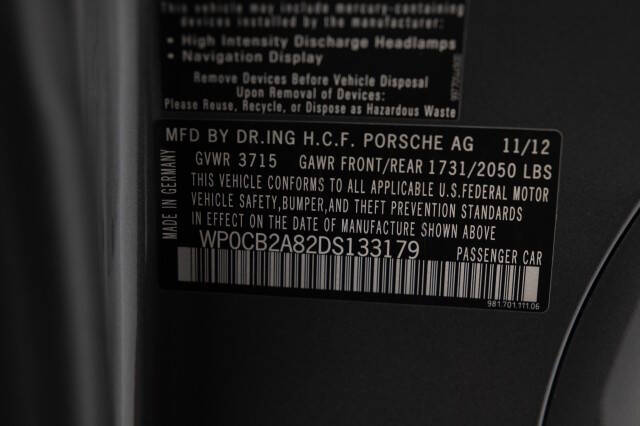 devices installed by the manufacturer:
• High Intensity Discharge Headlamps
• Navigation Display
Remove Devices Before Vehicle Disposal
Upon Removal of Devices:
Please Reuse, Recycle, or Dispose as Hazardous Waste
MFD BY DR.ING H.C.F. PORSCHE AG 11/12
GVWR 3715 GAWR FRONT/REAR 1731/2050 LBS
THIS VEHICLE CONFORMS TO ALL APPLICABLE U.S.FEDERAL MOTOR
VEHICLE SAFETY,BUMPER,AND THEFT PREVENTION STANDARDS
IN EFFECT ON THE DATE OF MANUFACTURE SHOWN ABOVE
WP0CB2A82DS133179 PASSENGER CAR
MADE IN GERMANY
981.701.111.06